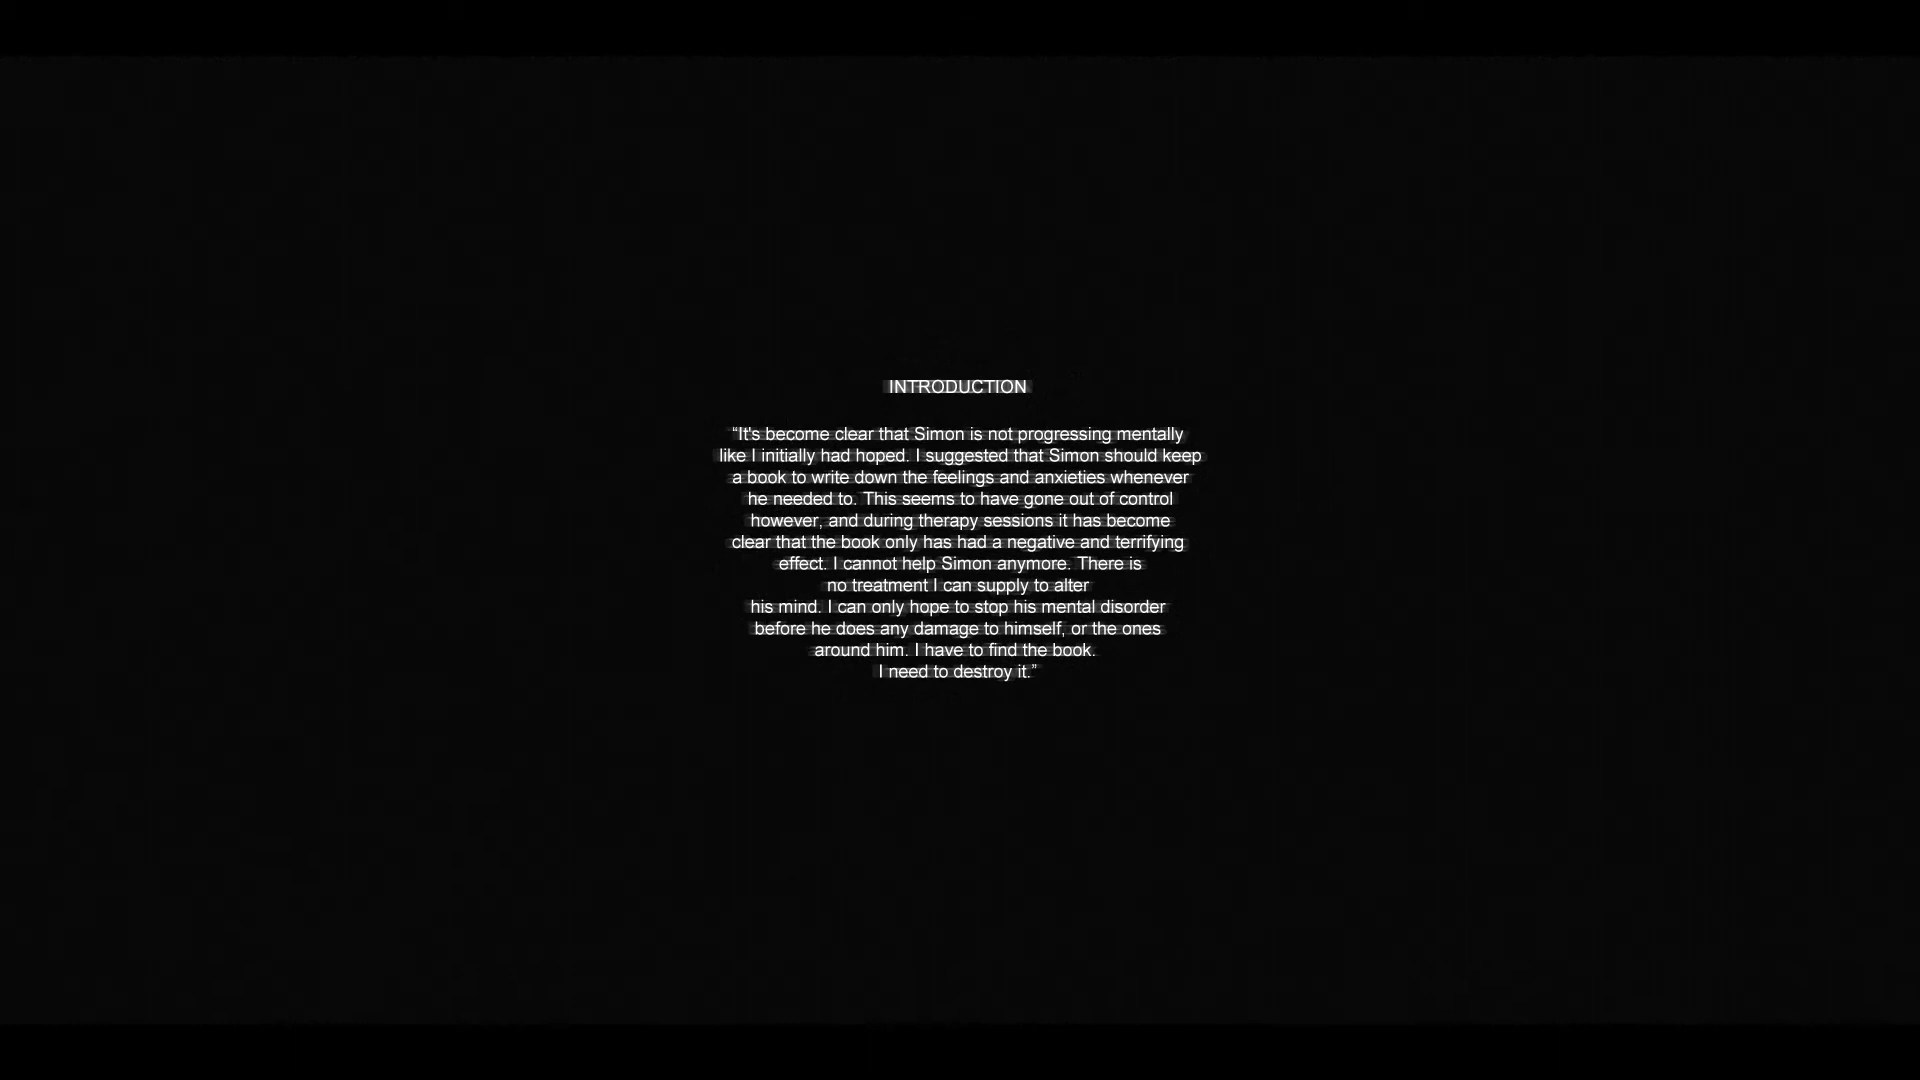 INTRODUCTION
“It's become clear that Simon is not progressing mentally
like I initially had hoped. I suggested that Simon should keep
a book to write down the feelings and anxieties whenever
he needed to. This seems to have gone out of control
however, and during therapy sessions it has become
clear that the book only has had a negative and terrifying
effect. I cannot help Simon anymore. There is
no treatment I can supply to alter
his mind. I can only hope to stop his mental disorder
before he does any damage to himself, or the ones
around him. I have to find the book.
I need to destroy it.”